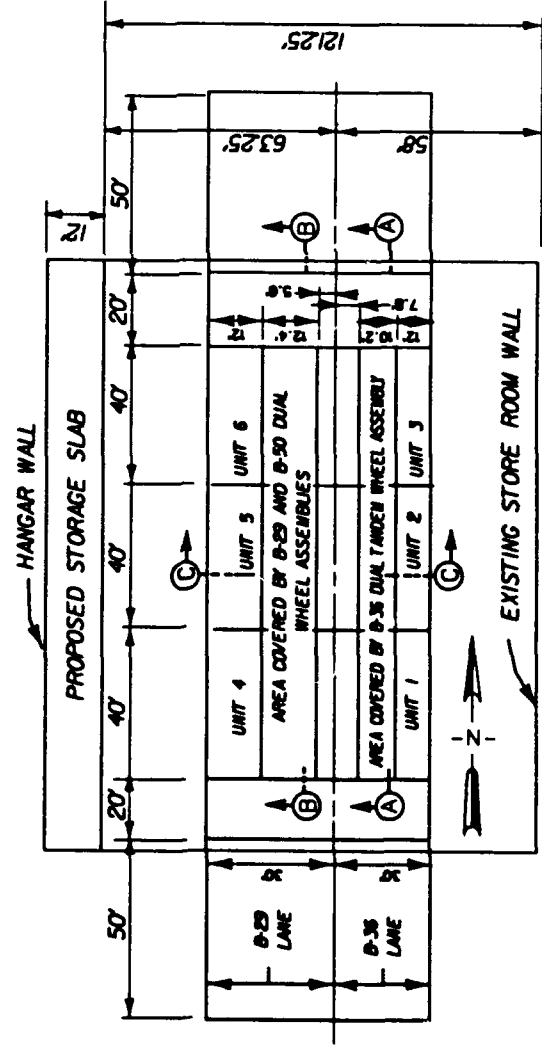 HANGAR WALL
PROPOSED STORAGE SLAB
12'
50'
20'
40'
40'
40'
20'
50'
121.25'
63.25'
58'
UNIT 4
UNIT 5
UNIT 6
12'
12.4'
5.6'
7.8'
10.2'
12'
AREA COVERED BY B-29 AND B-50 DUAL
WHEEL ASSEMBLIES
AREA COVERED BY B-36 DUAL TANDEM WHEEL ASSEMBLY
UNIT 1
UNIT 2
UNIT 3
B-29
LANE
B-36
LANE
B
B
A
A
C
C
N
EXISTING STORE ROOM WALL